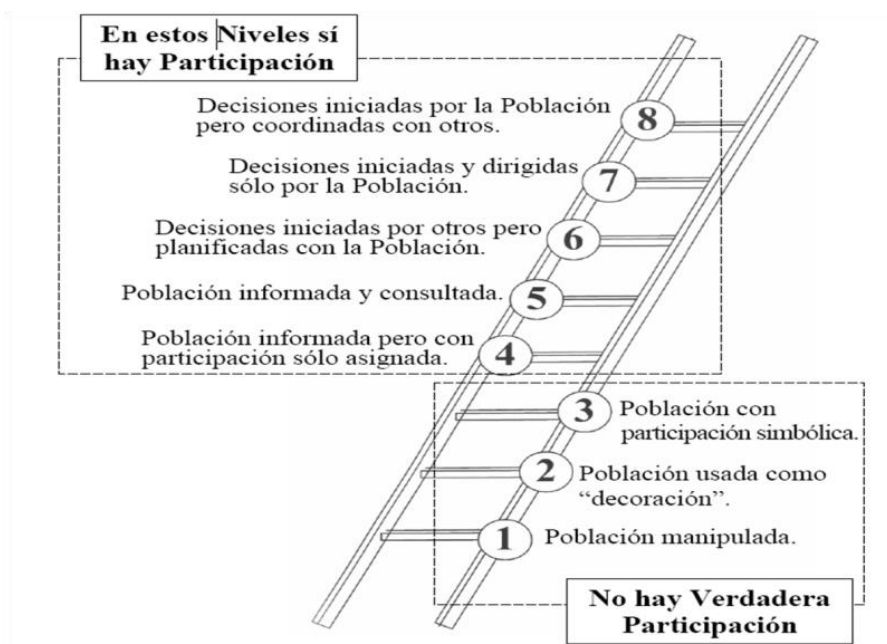 En estos Niveles sí
hay Participación
Decisiones iniciadas por la Población
pero coordinadas con otros.
8
Decisiones iniciadas y dirigidas
sólo por la Población.
7
Decisiones iniciadas por otros pero
planificadas con la Población.
6
Población informada y consultada.
5
Población informada pero con
participación sólo asignada.
4
3
Población con
participación simbólica.
2
Población usada como
“decoración”.
1
Población manipulada.
No hay Verdadera
Participación